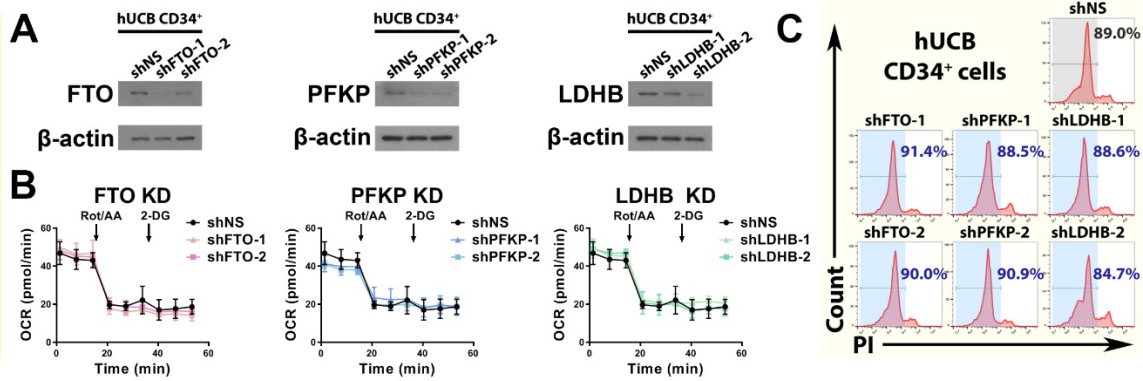 A
hUCB CD34⁺
shNS shFTO-1 shFTO-2
FTO
β-actin
hUCB CD34⁺
shNS shPFKP-1 shPFKP-2
PFKP
β-actin
hUCB CD34⁺
shNS shLDHB-1 shLDHB-2
LDHB
β-actin
B
FTO KD
Rot/AA 2-DG
shNS
shFTO-1
shFTO-2
OCR (pmol/min)
60
40
20
0
0 20 40 60
Time (min)
PFKP KD
Rot/AA 2-DG
shNS
shPFKP-1
shPFKP-2
OCR (pmol/min)
60
40
20
0
0 20 40 60
Time (min)
LDHB KD
Rot/AA 2-DG
shNS
shLDHB-1
shLDHB-2
OCR (pmol/min)
60
40
20
0
0 20 40 60
Time (min)
C
hUCB
CD34⁺ cells
shNS
89.0%
shFTO-1 shPFKP-1 shLDHB-1
91.4% 88.5% 88.6%
shFTO-2 shPFKP-2 shLDHB-2
90.0% 90.9% 84.7%
Count
PI